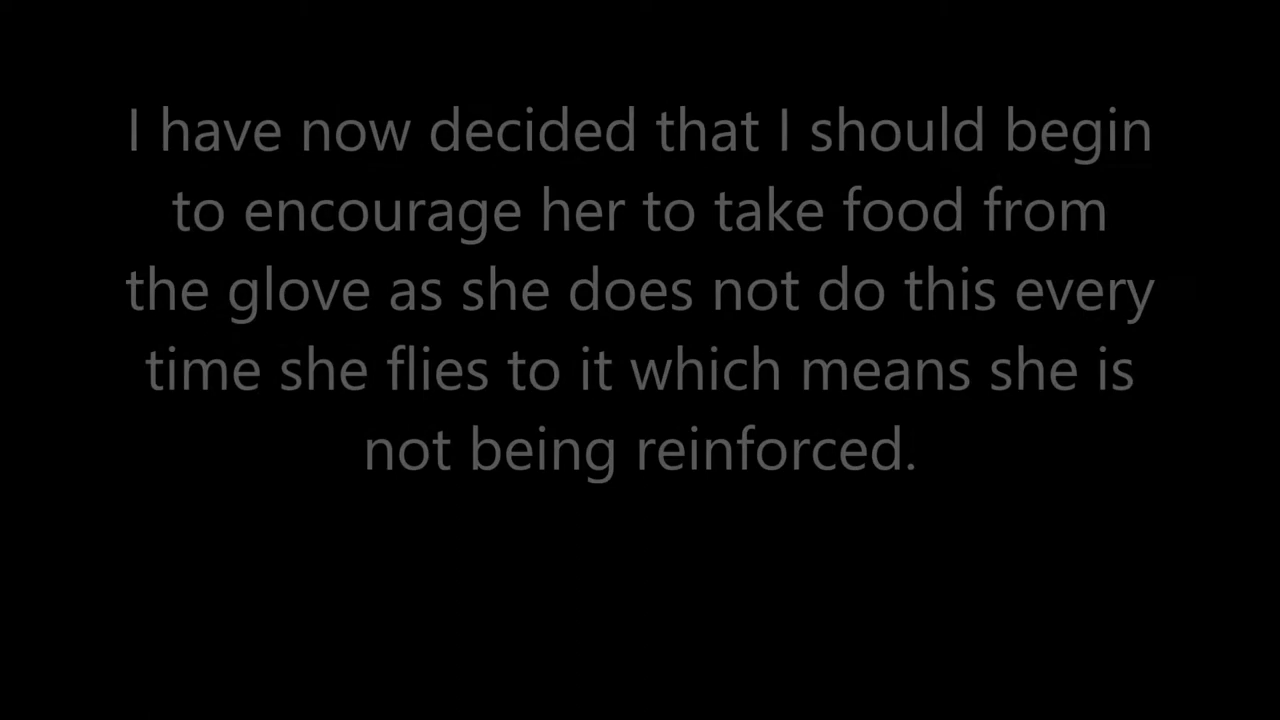 I have now decided that I should begin
to encourage her to take food from
the glove as she does not do this every
time she flies to it which means she is
not being reinforced.